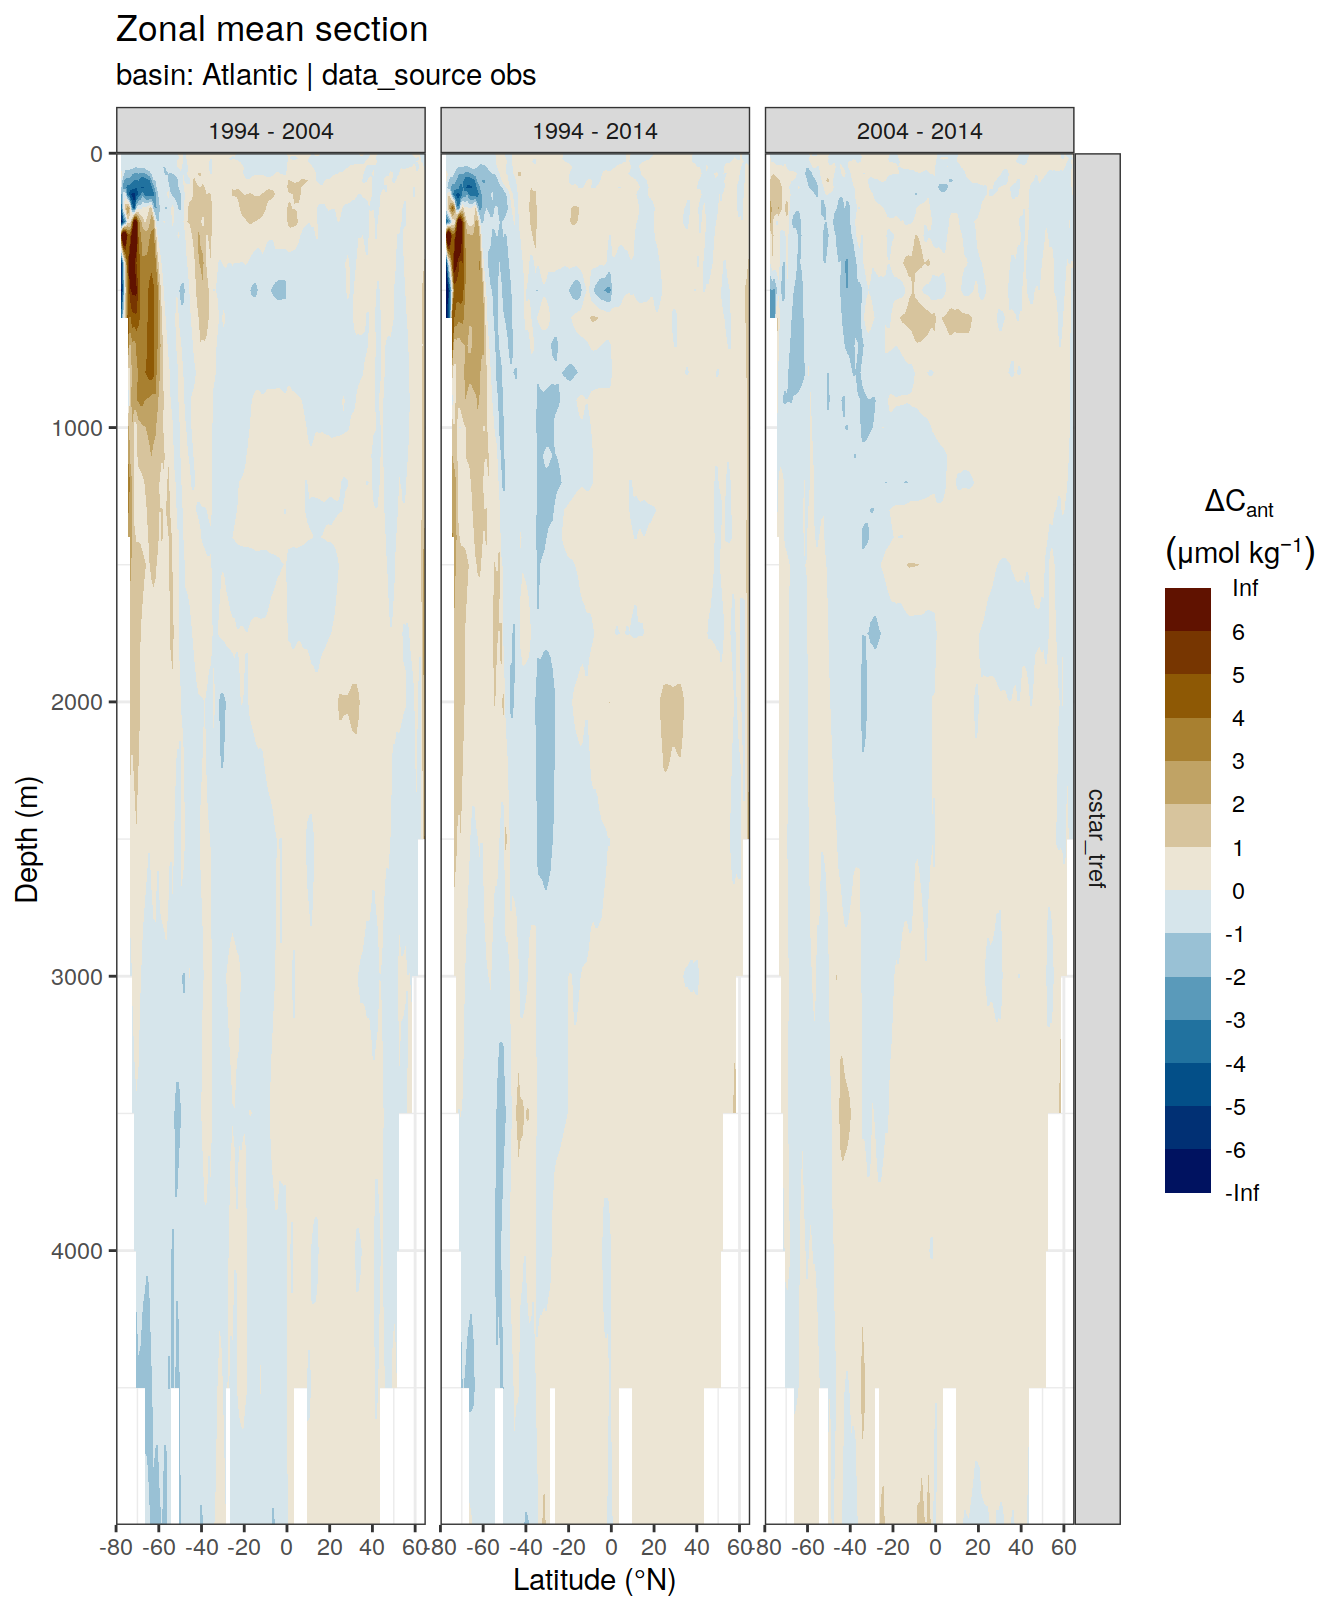 Zonal mean section
basin: Atlantic | data_source obs
1994 - 2004
1994 - 2014
2004 - 2014
0
1000
2000
3000
4000
Depth (m)
cstar_tref
-80 -60 -40 -20 0 20 40 60
-80 -60 -40 -20 0 20 40 60
-80 -60 -40 -20 0 20 40 60
Latitude (°N)
ΔCant
(μmol kg−1)
Inf
6
5
4
3
2
1
0
-1
-2
-3
-4
-5
-6
-Inf